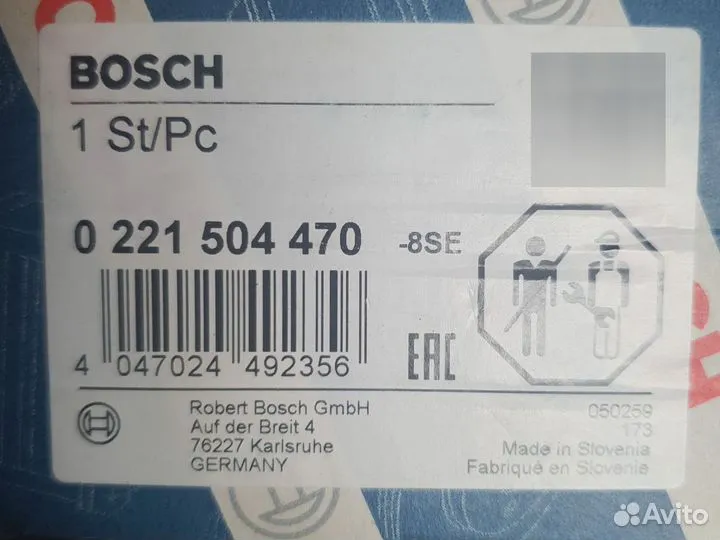 BOSCH
1 St/Pc
0 221 504 470 -8SE
4 047024 492356
EAC
Robert Bosch GmbH
Auf der Breit 4
76227 Karlsruhe
GERMANY
050259
173
Made in Slovenia
Fabriqué en Slovénie
Avito